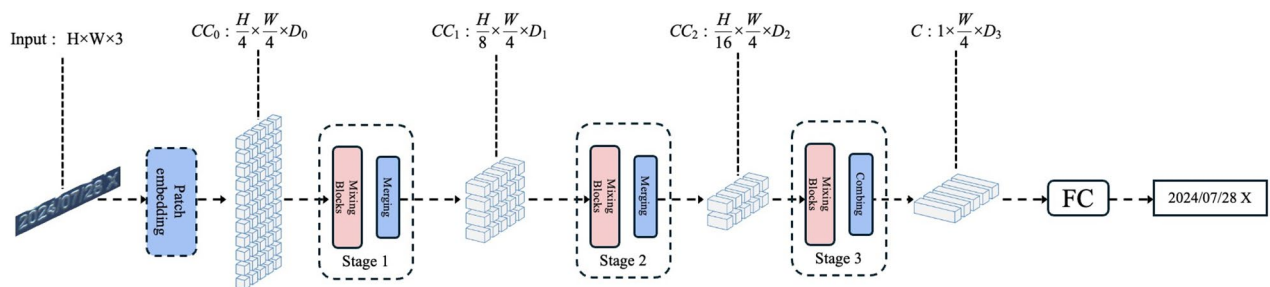 Input : H×W×3
CC₀ : H/4 × W/4 ×D₀
CC₁ : H/8 × W/4 ×D₁
CC₂ : H/16 × W/4 ×D₂
C : 1× W/4 ×D₃
2024/07/28 X
Patch embedding
Mixing Blocks
Merging
Stage 1
Mixing Blocks
Merging
Stage 2
Mixing Blocks
Combing
Stage 3
FC
2024/07/28 X